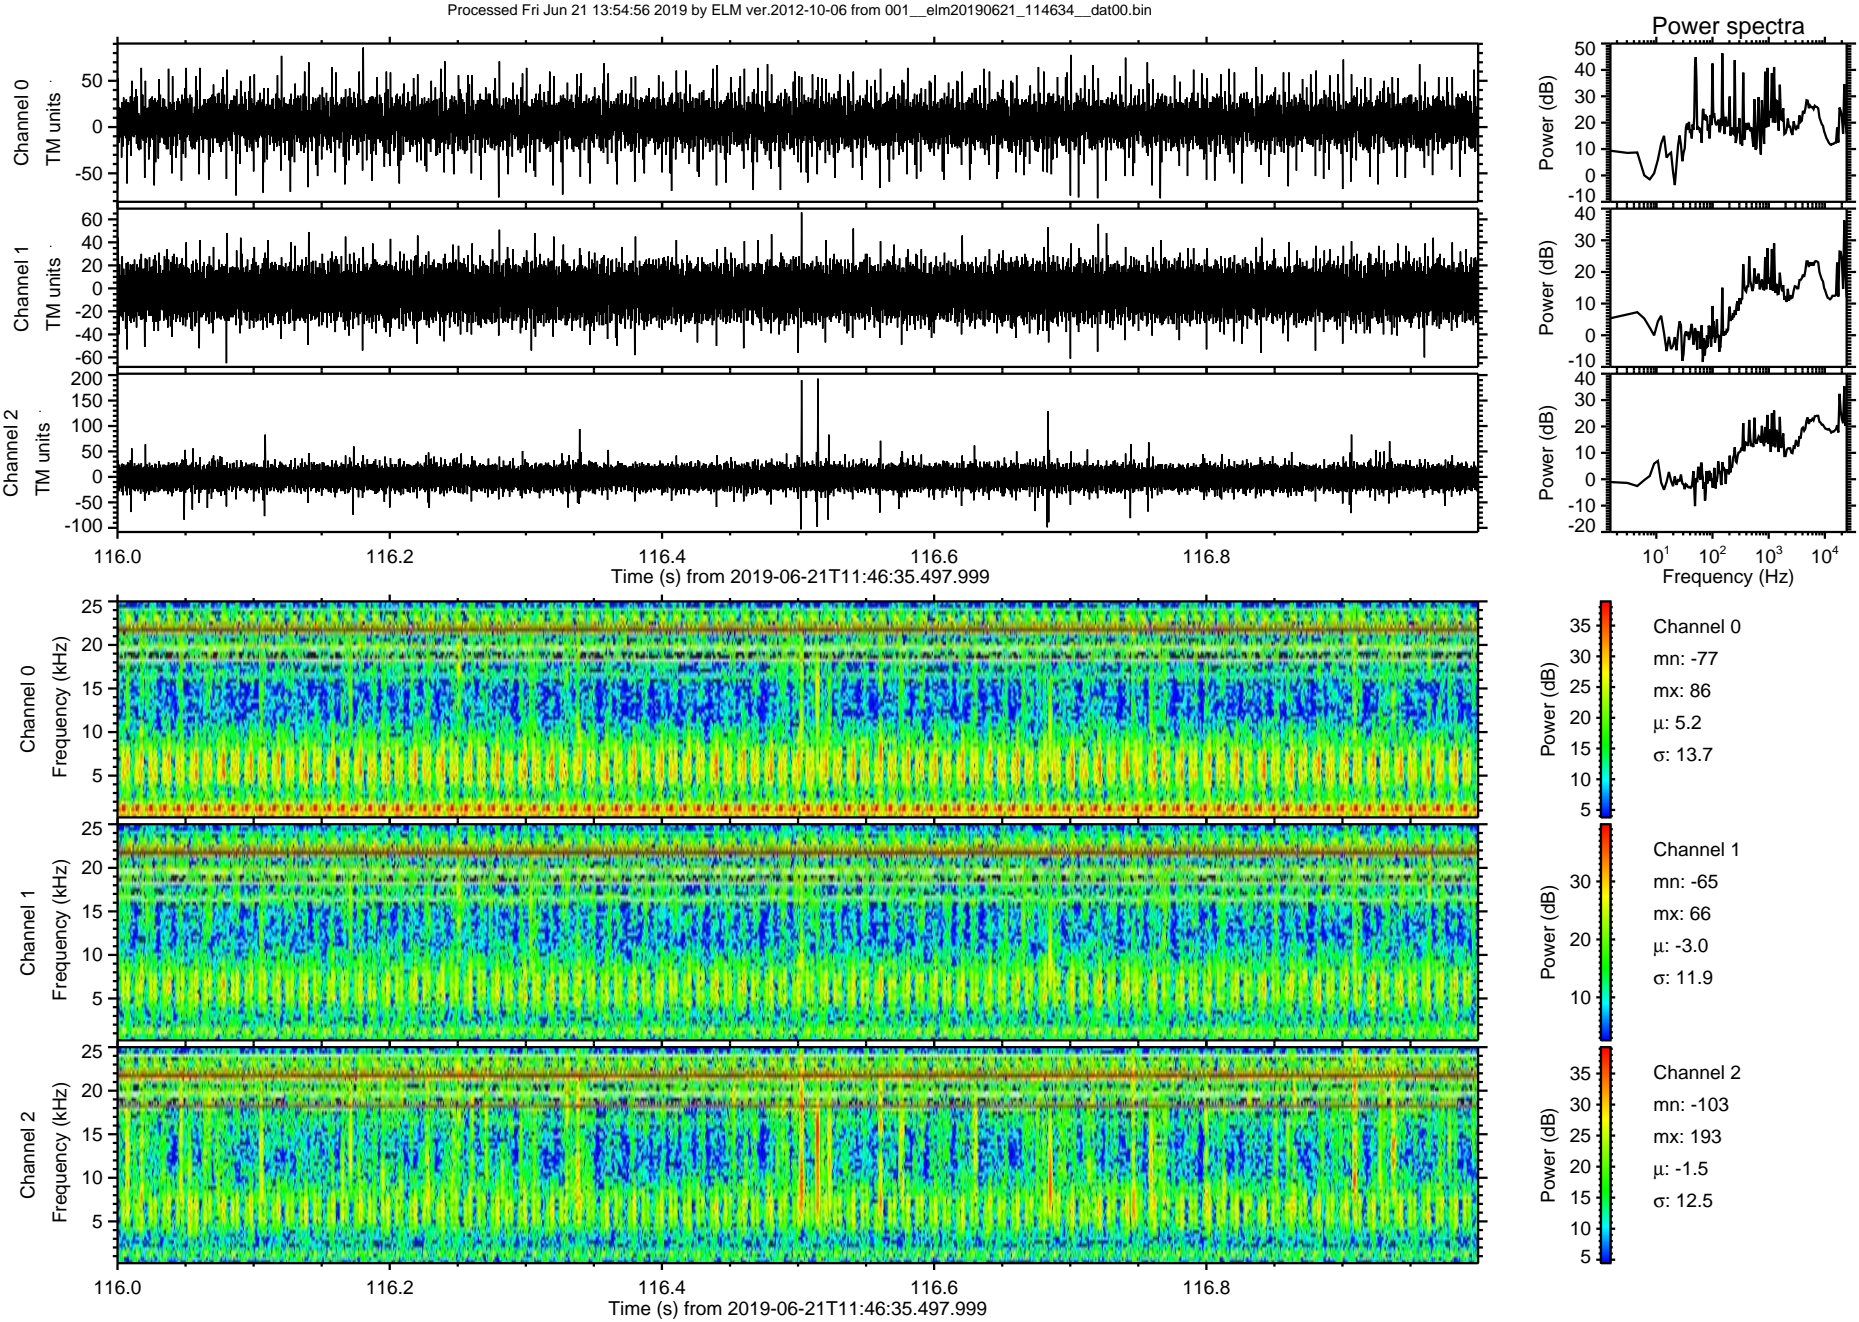 Processed Fri Jun 21 13:54:56 2019 by ELM ver.2012-10-06 from 001__elm20190621_114634__dat00.bin
Power spectra
Channel 0
TM units
50
0
-50
Power (dB)
50
40
30
20
10
0
-10
Channel 1
TM units
60
40
20
0
-20
-40
-60
Power (dB)
40
30
20
10
0
-10
Channel 2
TM units
200
150
100
50
0
-50
-100
Power (dB)
40
30
20
10
0
-10
-20
116.0 116.2 116.4 116.6 116.8
Time (s) from 2019-06-21T11:46:35.497.999
10¹ 10² 10³ 10⁴
Frequency (Hz)
Channel 0
Frequency (kHz)
25
20
15
10
5
Power (dB)
35
30
25
20
15
10
5
Channel 0
mn: -77
mx: 86
µ: 5.2
σ: 13.7
Channel 1
Frequency (kHz)
25
20
15
10
5
Power (dB)
30
20
10
Channel 1
mn: -65
mx: 66
µ: -3.0
σ: 11.9
Channel 2
Frequency (kHz)
25
20
15
10
5
Power (dB)
35
30
25
20
15
10
5
Channel 2
mn: -103
mx: 193
µ: -1.5
σ: 12.5
116.0 116.2 116.4 116.6 116.8
Time (s) from 2019-06-21T11:46:35.497.999